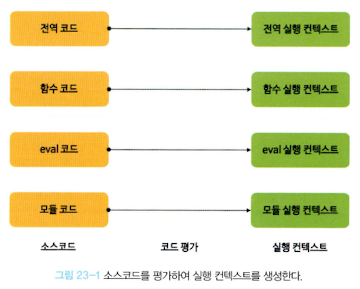 전역 코드 전역 실행 컨텍스트
함수 코드 함수 실행 컨텍스트
eval 코드 eval 실행 컨텍스트
모듈 코드 모듈 실행 컨텍스트
소스코드 코드 평가 실행 컨텍스트
그림 23-1 소스코드를 평가하여 실행 컨텍스트를 생성한다.